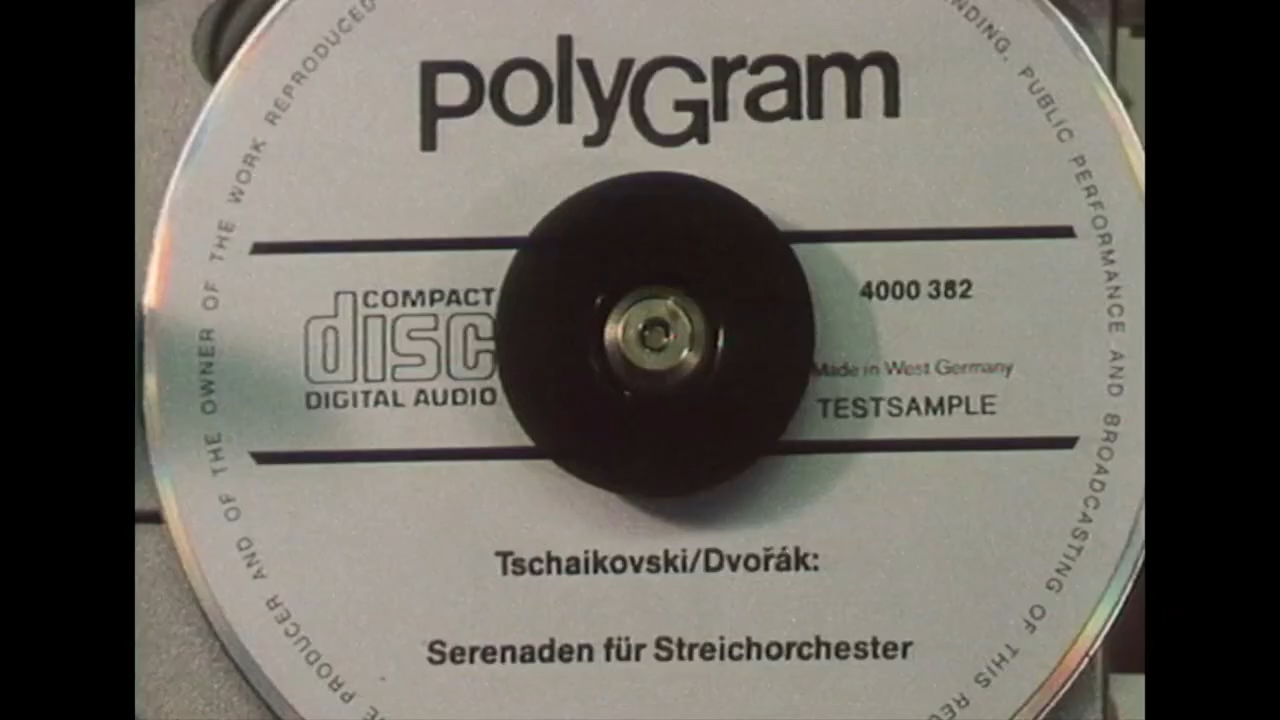 polyGram
COMPACT
disc
DIGITAL AUDIO
4000 382
Made in West Germany
TESTSAMPLE
Tschaikovski/Dvořák:
Serenaden für Streichorchester
PRODUCER AND OF THE OWNER OF THE WORK REPRODUCED
PUBLIC PERFORMANCE AND BROADCASTING OF THIS